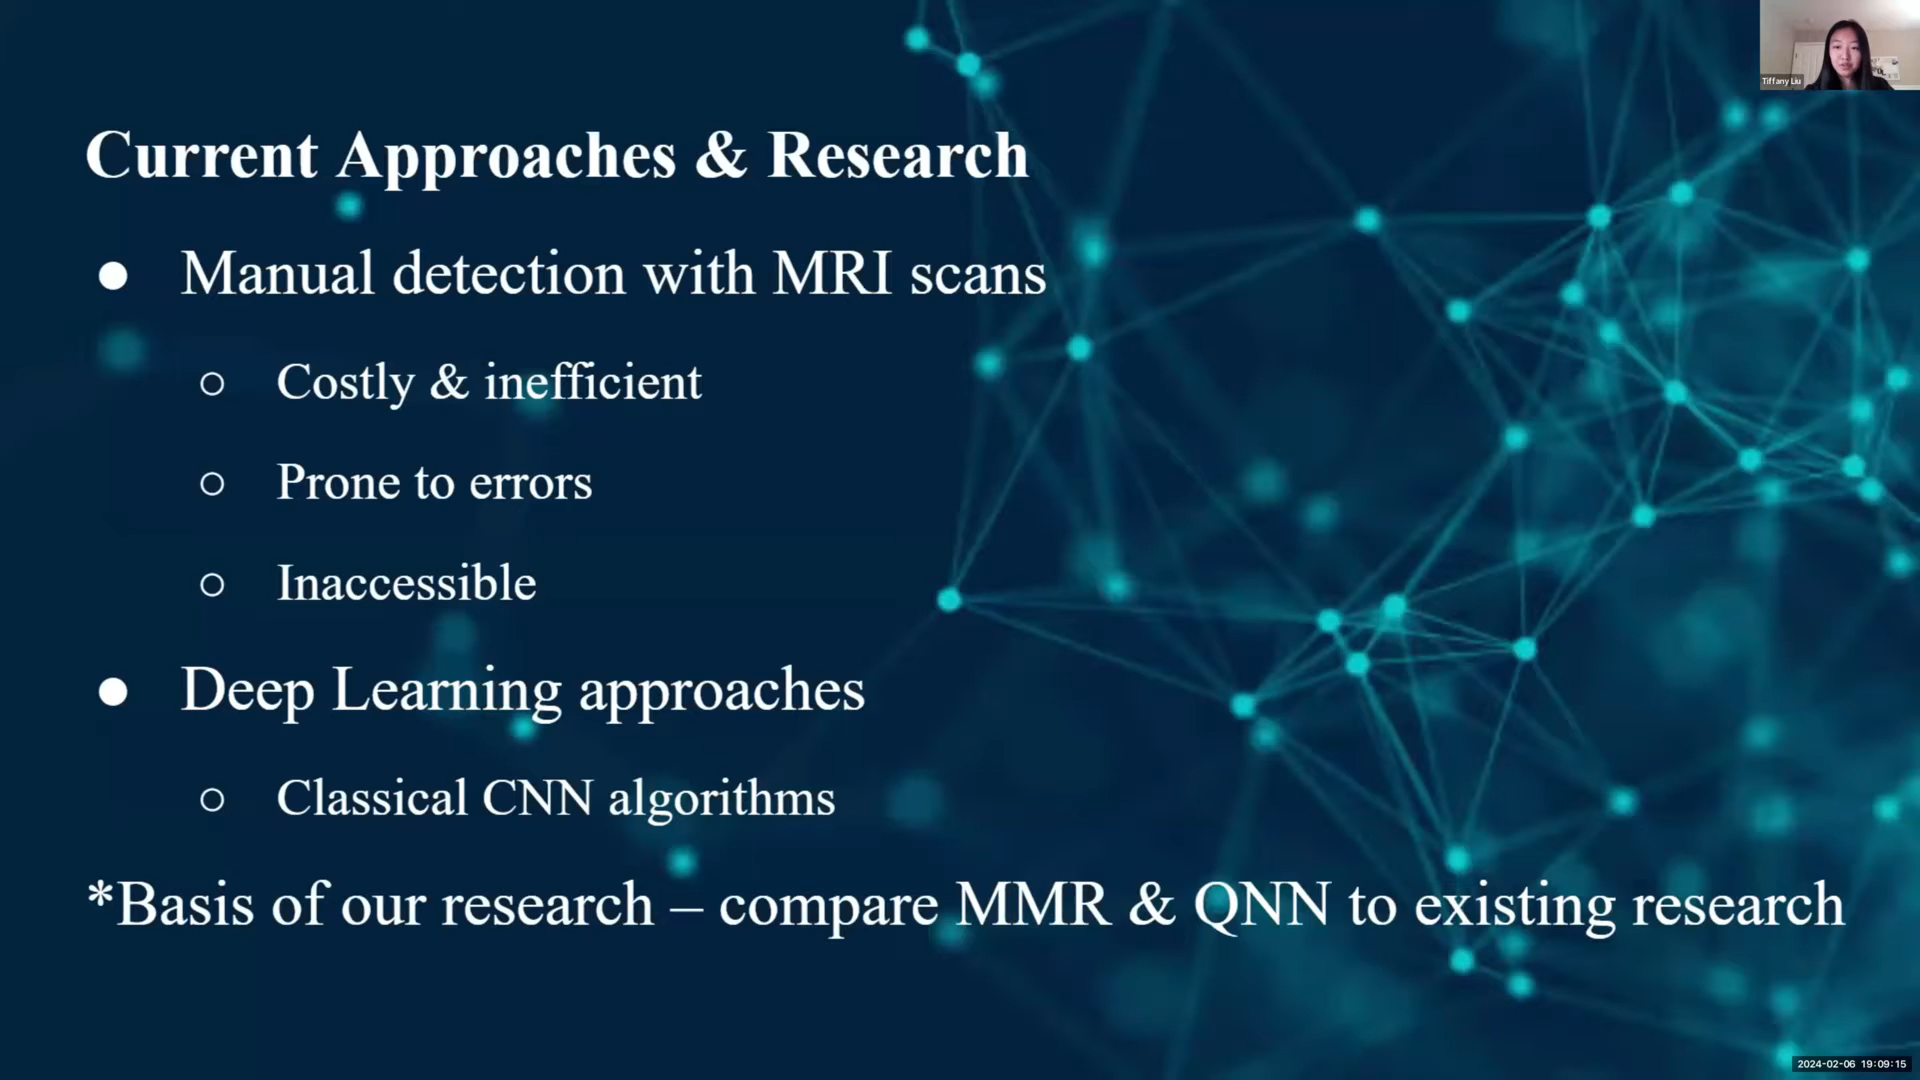 Tiffany Liu
Current Approaches & Research
● Manual detection with MRI scans
○ Costly & inefficient
○ Prone to errors
○ Inaccessible
● Deep Learning approaches
○ Classical CNN algorithms
*Basis of our research – compare MMR & QNN to existing research
2024-02-06 19:09:15